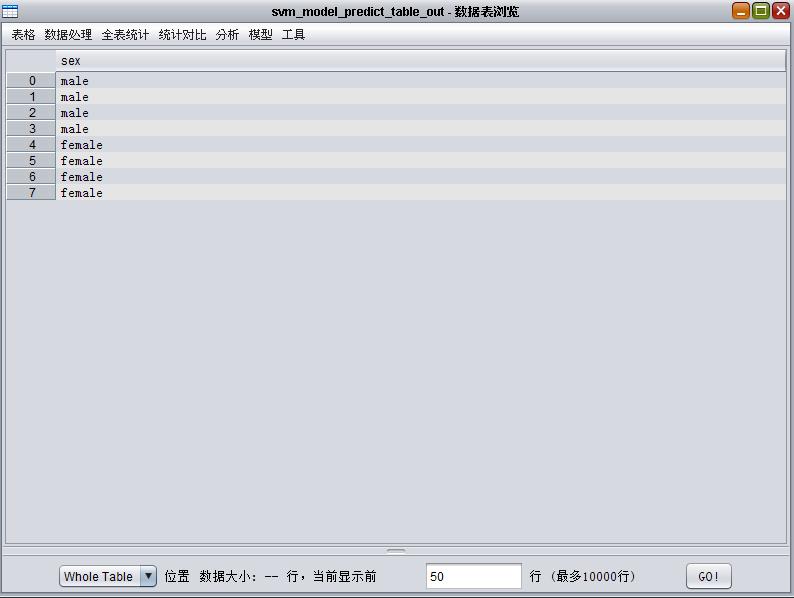 svm_model_predict_table_out - 数据表浏览
表格 数据处理 全表统计 统计对比 分析 模型 工具
sex
0 male
1 male
2 male
3 male
4 female
5 female
6 female
7 female
Whole Table 位置 数据大小: -- 行，当前显示前 50 行 (最多10000行) GO!